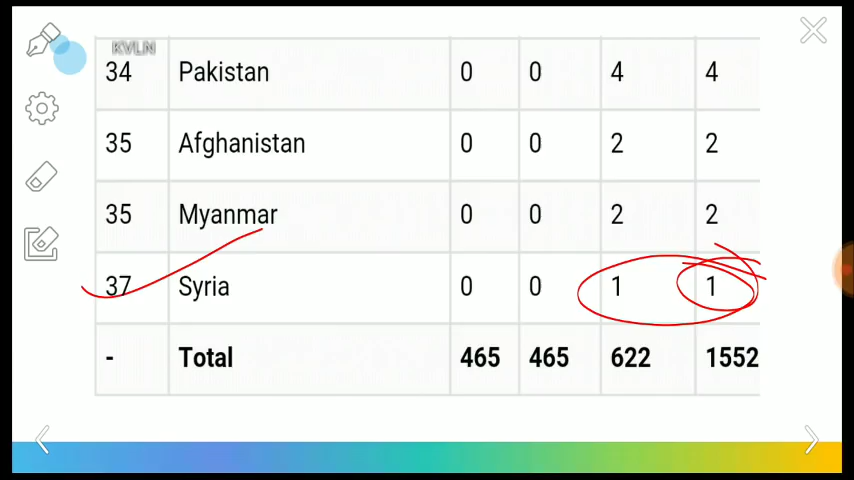 KVLN
34 Pakistan 0 0 4 4
35 Afghanistan 0 0 2 2
35 Myanmar 0 0 2 2
37 Syria 0 0 1 1
- Total 465 465 622 1552